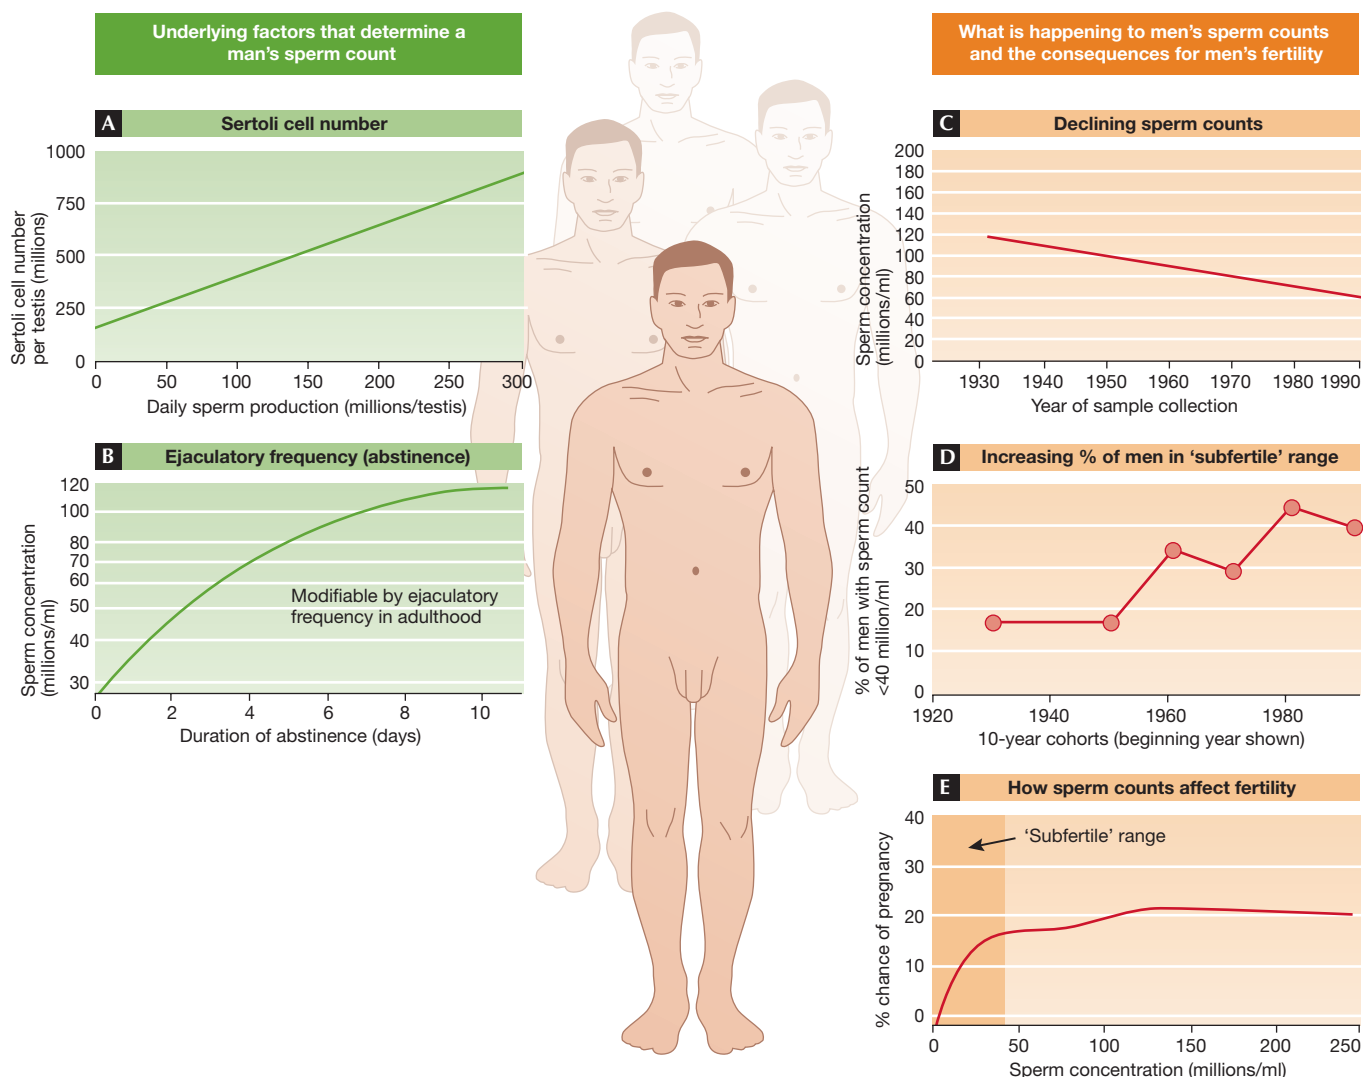 Underlying factors that determine a
man’s sperm count
A
Sertoli cell number
1000
750
500
250
0
Sertoli cell number
per testis (millions)
0 50 100 150 200 250 300
Daily sperm production (millions/testis)
B
Ejaculatory frequency (abstinence)
120
100
80
70
60
50
40
30
Sperm concentration
(millions/ml)
Modifiable by ejaculatory
frequency in adulthood
0 2 4 6 8 10
Duration of abstinence (days)
What is happening to men’s sperm counts
and the consequences for men’s fertility
C
Declining sperm counts
200
180
160
140
120
100
80
60
40
20
0
Sperm concentration
(millions/ml)
1930 1940 1950 1960 1970 1980 1990
Year of sample collection
D
Increasing % of men in ‘subfertile’ range
50
40
30
20
10
0
% of men with sperm count
<40 million/ml
1920 1940 1960 1980
10-year cohorts (beginning year shown)
E
How sperm counts affect fertility
40
30
20
10
0
% chance of pregnancy
‘Subfertile’ range
0 50 100 150 200 250
Sperm concentration (millions/ml)